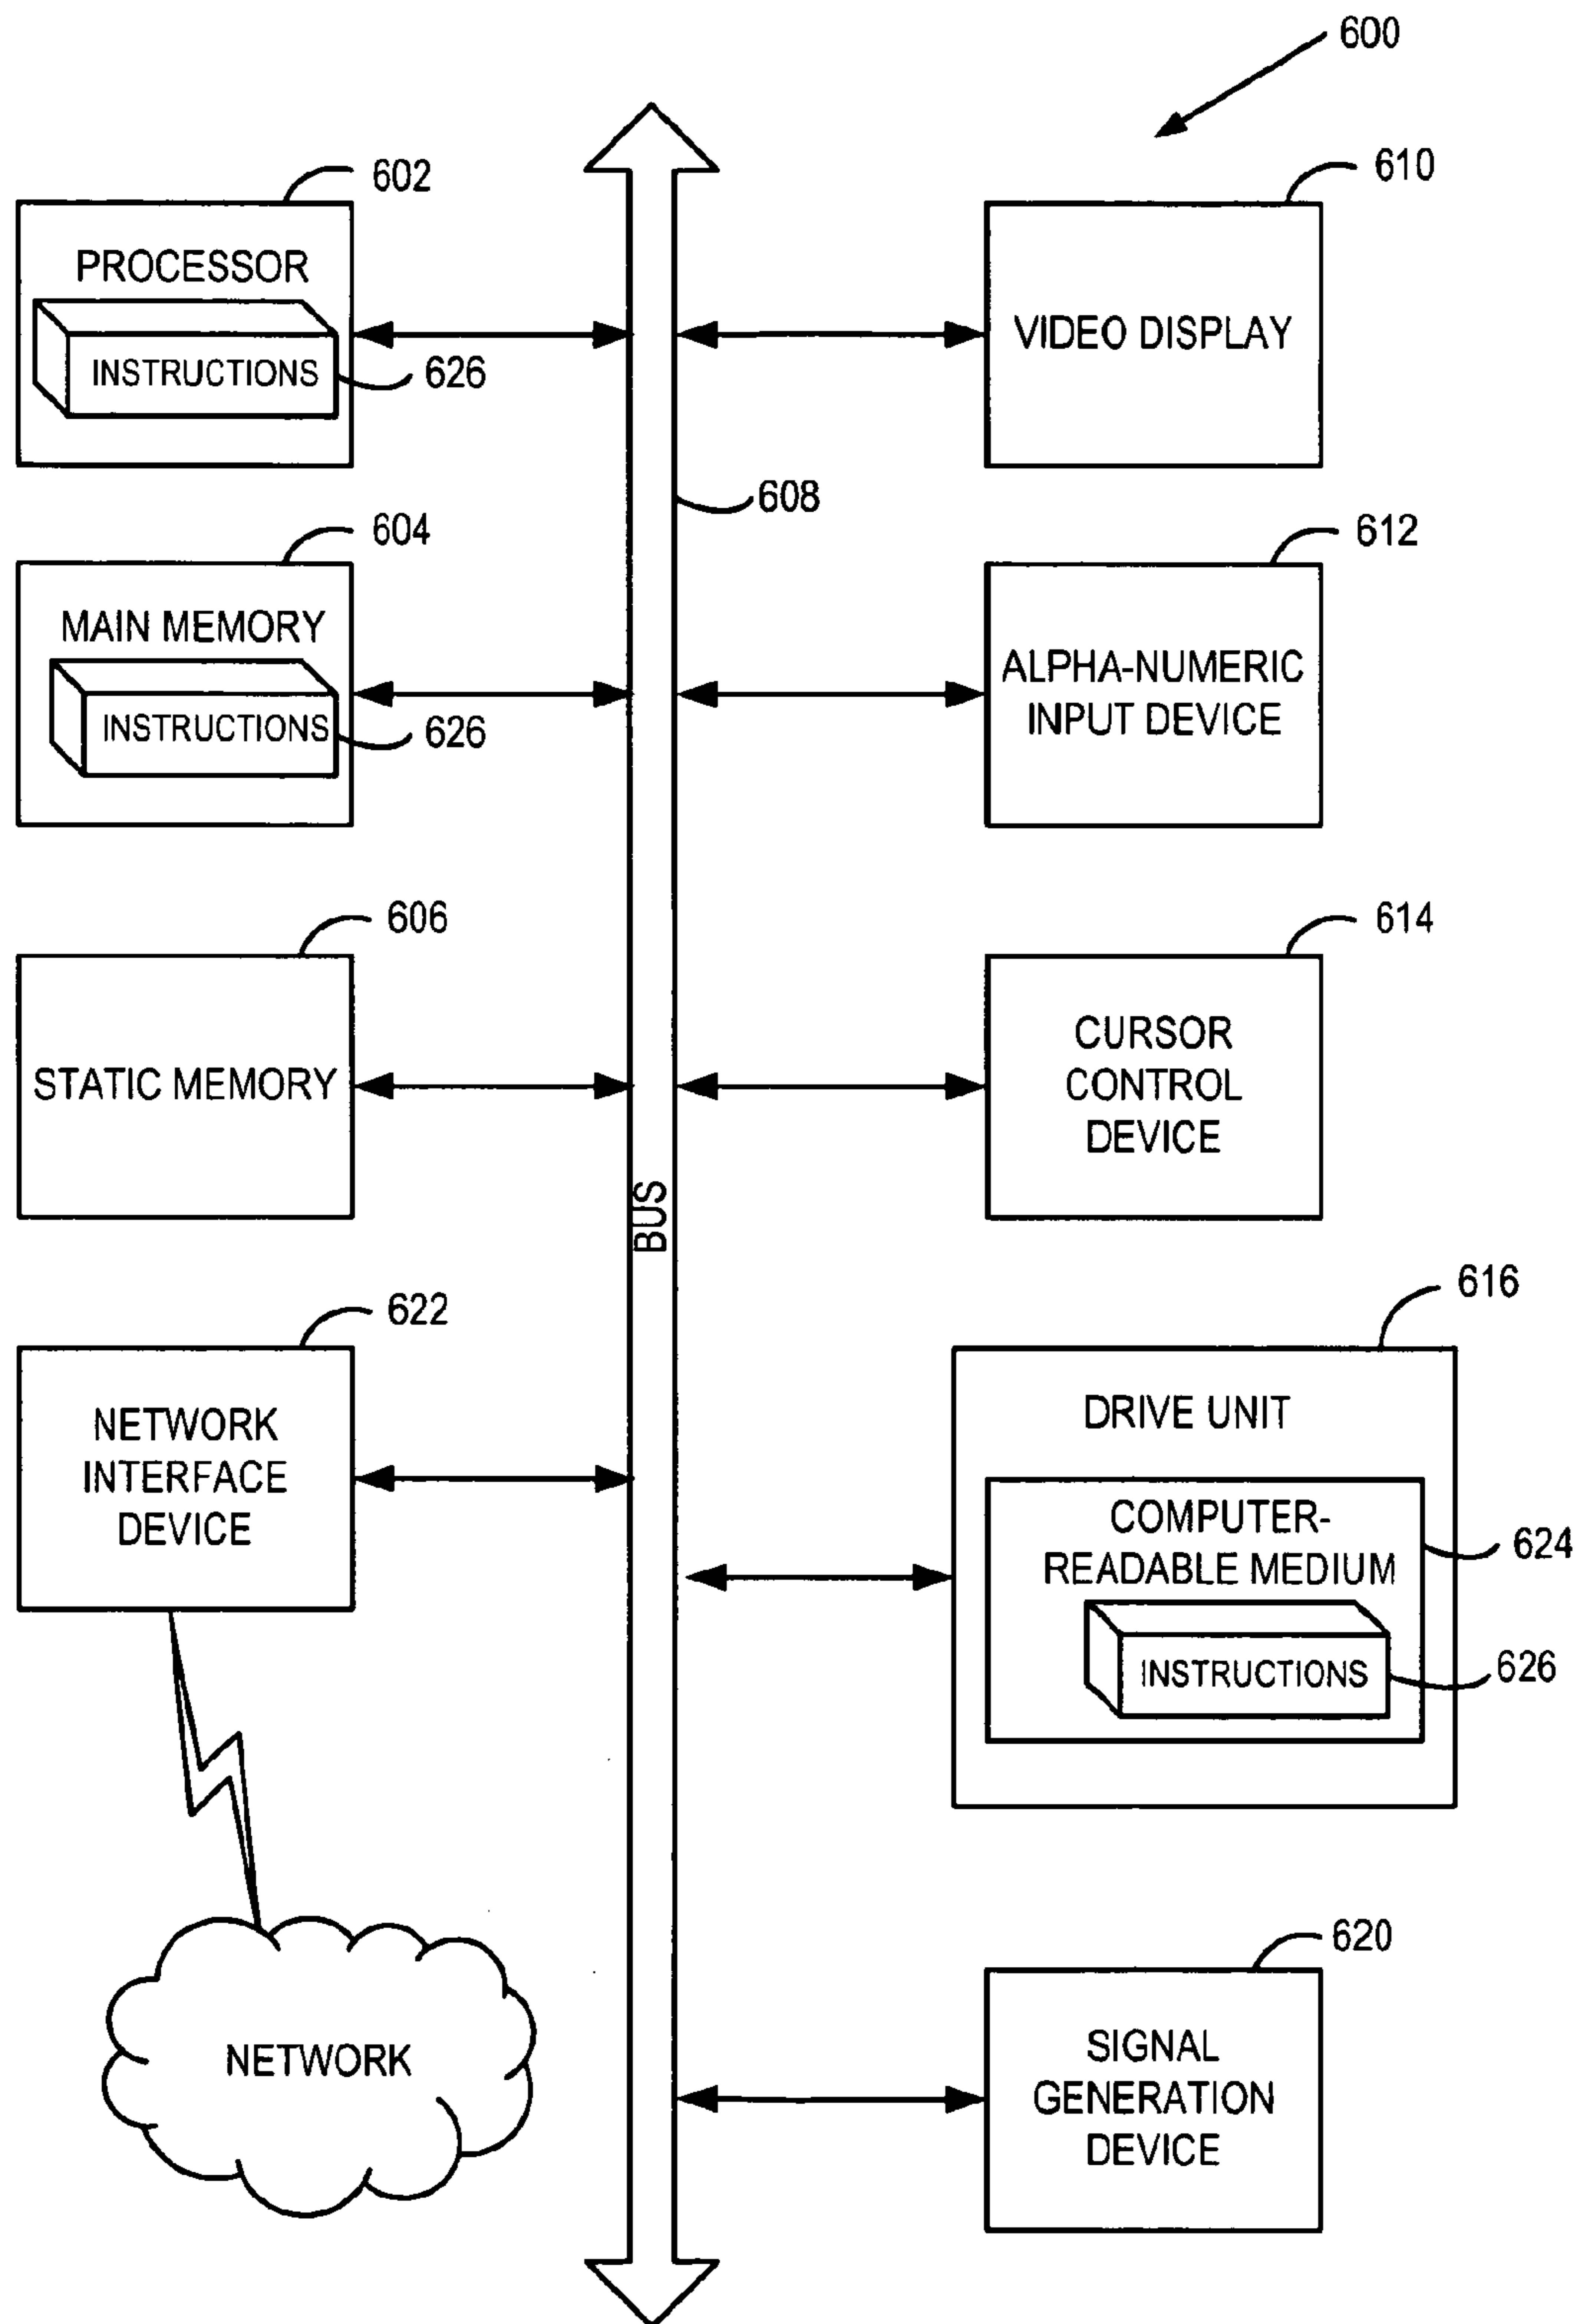 600
602
PROCESSOR
INSTRUCTIONS
626
604
MAIN MEMORY
INSTRUCTIONS
626
606
STATIC MEMORY
622
NETWORK
INTERFACE
DEVICE
NETWORK
608
BUS
610
VIDEO DISPLAY
612
ALPHA-NUMERIC
INPUT DEVICE
614
CURSOR
CONTROL
DEVICE
616
DRIVE UNIT
COMPUTER-
READABLE MEDIUM
624
INSTRUCTIONS
626
620
SIGNAL
GENERATION
DEVICE